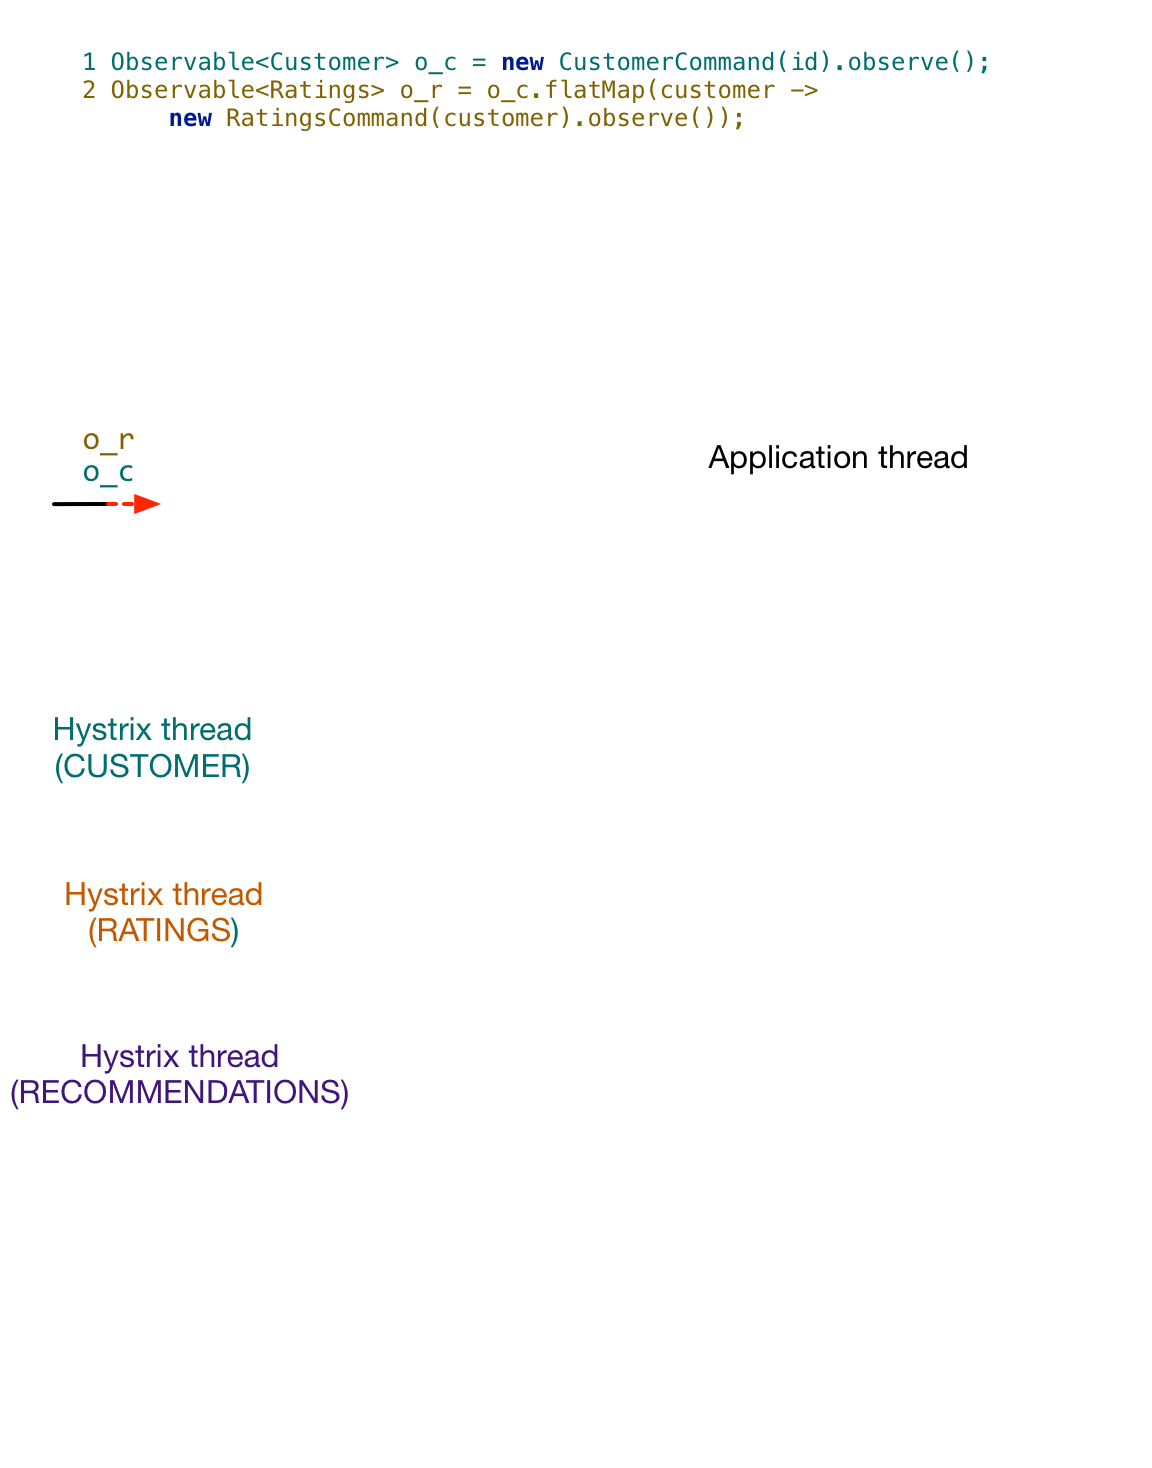 1 Observable<Customer> o_c = new CustomerCommand(id).observe();
2 Observable<Ratings> o_r = o_c.flatMap(customer ->
new RatingsCommand(customer).observe());
o_r
o_c
Application thread
Hystrix thread
(CUSTOMER)
Hystrix thread
(RATINGS)
Hystrix thread
(RECOMMENDATIONS)